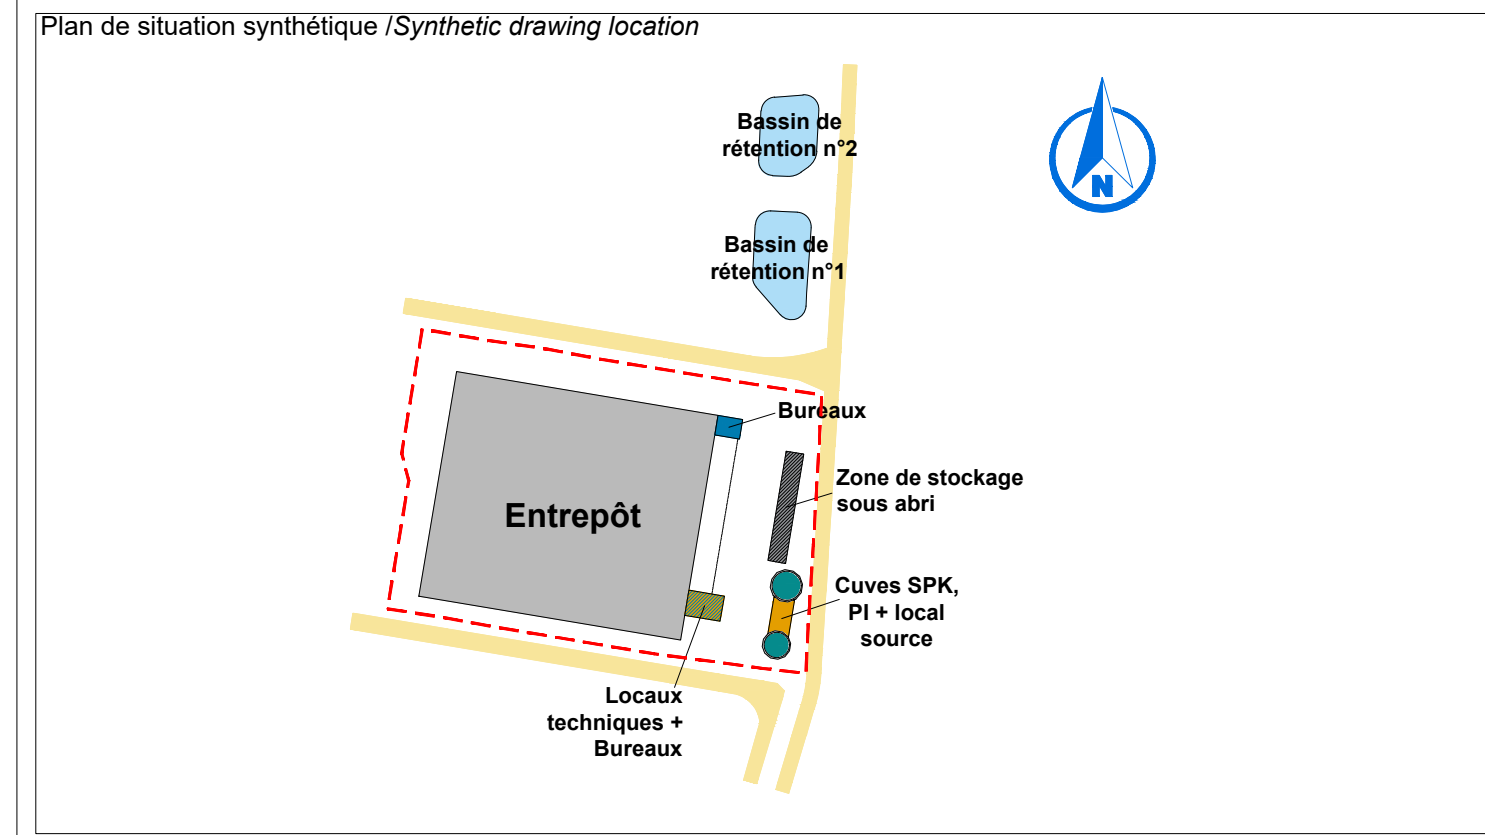 Plan de situation synthétique /Synthetic drawing location
Bassin de
rétention n°2
N
Bassin de
rétention n°1
Bureaux
Zone de stockage
sous abri
Entrepôt
Cuves SPK,
PI + local
source
Locaux
techniques +
Bureaux